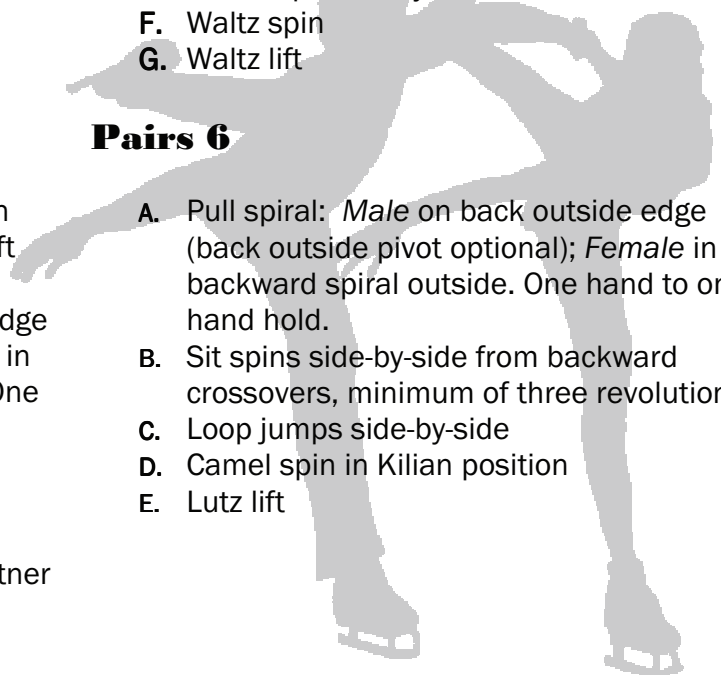 F. Waltz spin
G. Waltz lift
Pairs 6
A. Pull spiral: Male on back outside edge
(back outside pivot optional); Female in
backward spiral outside. One hand to
hand hold.
B. Sit spins side-by-side from backward
crossovers, minimum of three
C. Loop jumps side-by-side
D. Camel spin in Kilian position
E. Lutz lift
in